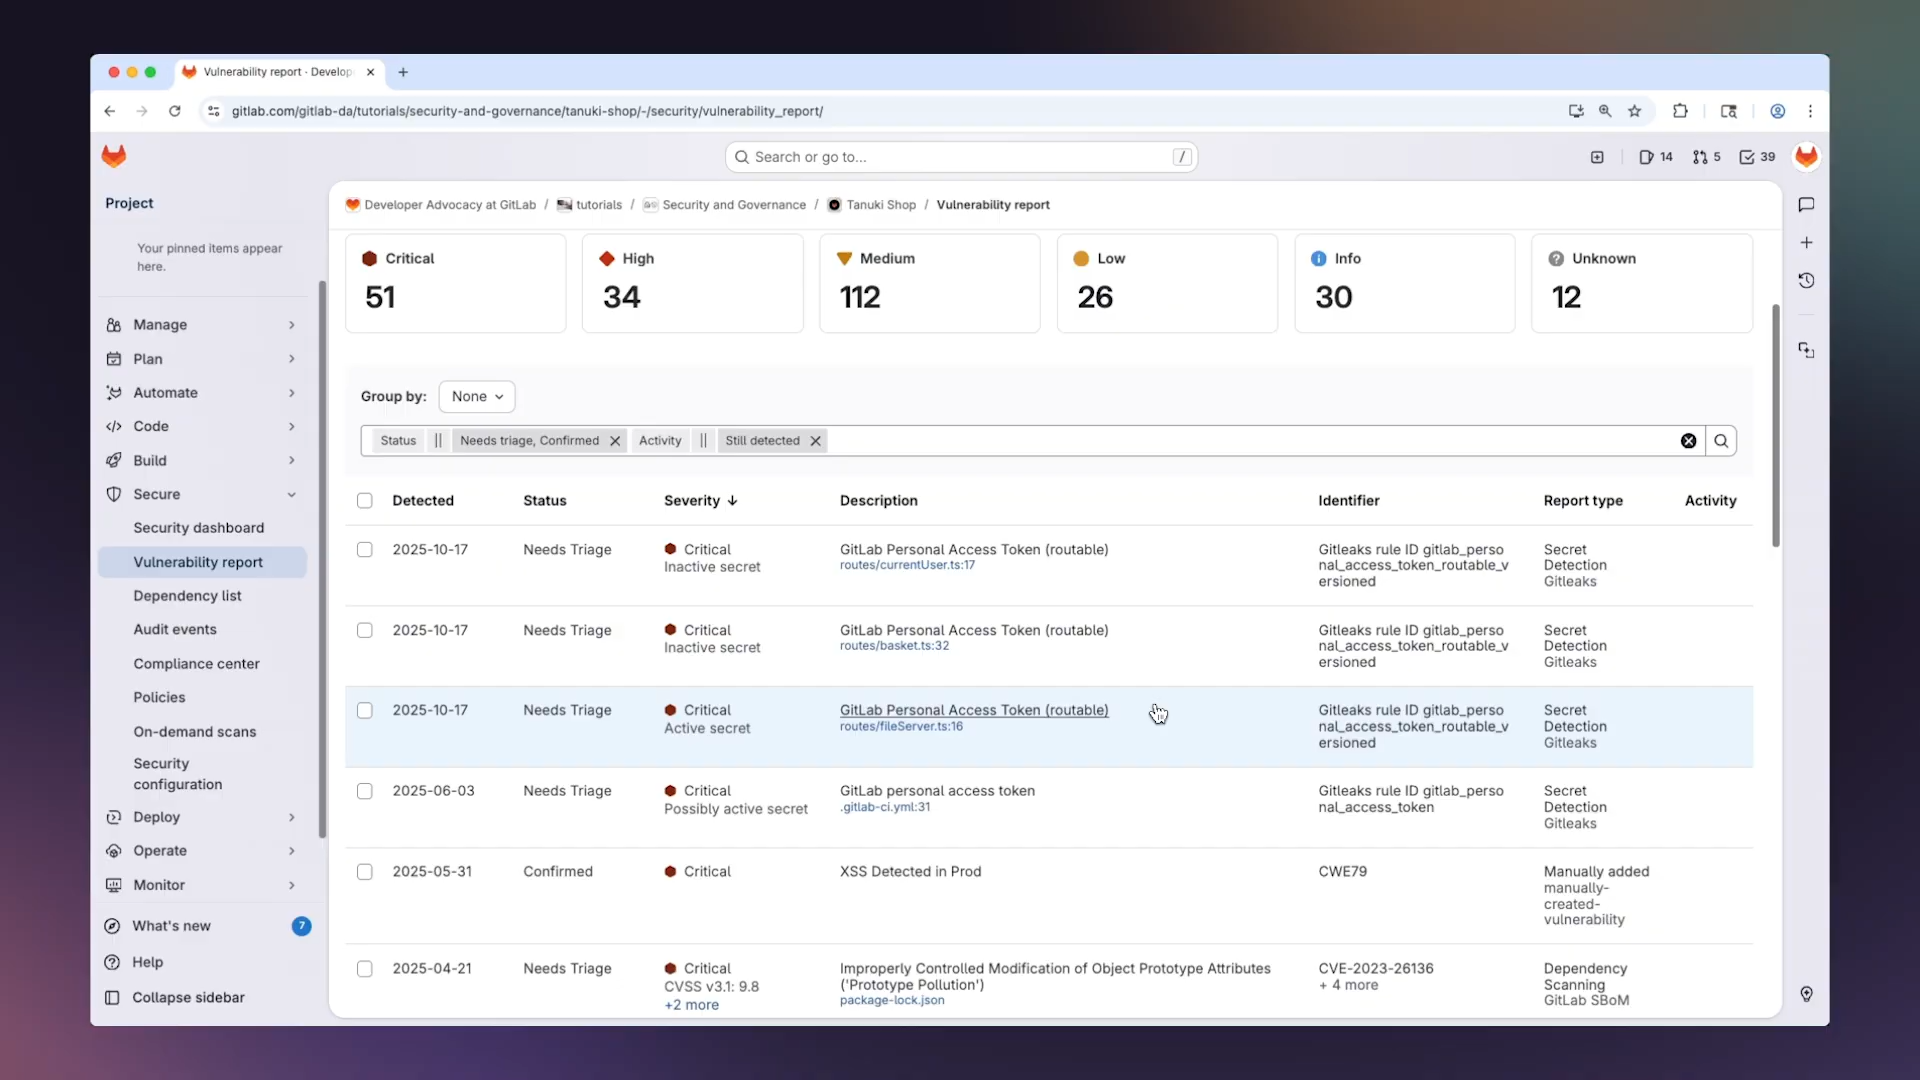 Vulnerability report · Develop
gitlab.com/gitlab-da/tutorials/security-and-governance/tanuki-shop/-/security/vulnerability_report/
Search or go to...
/
14
5
39
Project
Your pinned items appear
here.
Manage
Plan
Automate
Code
Build
Secure
Security dashboard
Vulnerability report
Dependency list
Audit events
Compliance center
Policies
On-demand scans
Security
configuration
Deploy
Operate
Monitor
What's new
7
Help
Collapse sidebar
Developer Advocacy at GitLab / tutorials / Security and Governance / Tanuki Shop / Vulnerability report
Critical
51
High
34
Medium
112
Low
26
Info
30
Unknown
12
Group by: None
Status || Needs triage, Confirmed Activity || Still detected
Detected Status Severity Description Identifier Report type Activity
2025-10-17
Needs Triage
Critical
Inactive secret
GitLab Personal Access Token (routable)
routes/currentUser.ts:17
Gitleaks rule ID gitlab_perso
nal_access_token_routable_v
ersioned
Secret
Detection
Gitleaks
2025-10-17
Needs Triage
Critical
Inactive secret
GitLab Personal Access Token (routable)
routes/basket.ts:32
Gitleaks rule ID gitlab_perso
nal_access_token_routable_v
ersioned
Secret
Detection
Gitleaks
2025-10-17
Needs Triage
Critical
Active secret
GitLab Personal Access Token (routable)
routes/fileServer.ts:16
Gitleaks rule ID gitlab_perso
nal_access_token_routable_v
ersioned
Secret
Detection
Gitleaks
2025-06-03
Needs Triage
Critical
Possibly active secret
GitLab personal access token
.gitlab-ci.yml:31
Gitleaks rule ID gitlab_perso
nal_access_token
Secret
Detection
Gitleaks
2025-05-31
Confirmed
Critical
XSS Detected in Prod
CWE79
Manually added
manually-
created-
vulnerability
2025-04-21
Needs Triage
Critical
CVSS v3.1: 9.8
+2 more
Improperly Controlled Modification of Object Prototype Attributes
('Prototype Pollution')
package-lock.json
CVE-2023-26136
+ 4 more
Dependency
Scanning
GitLab SBoM